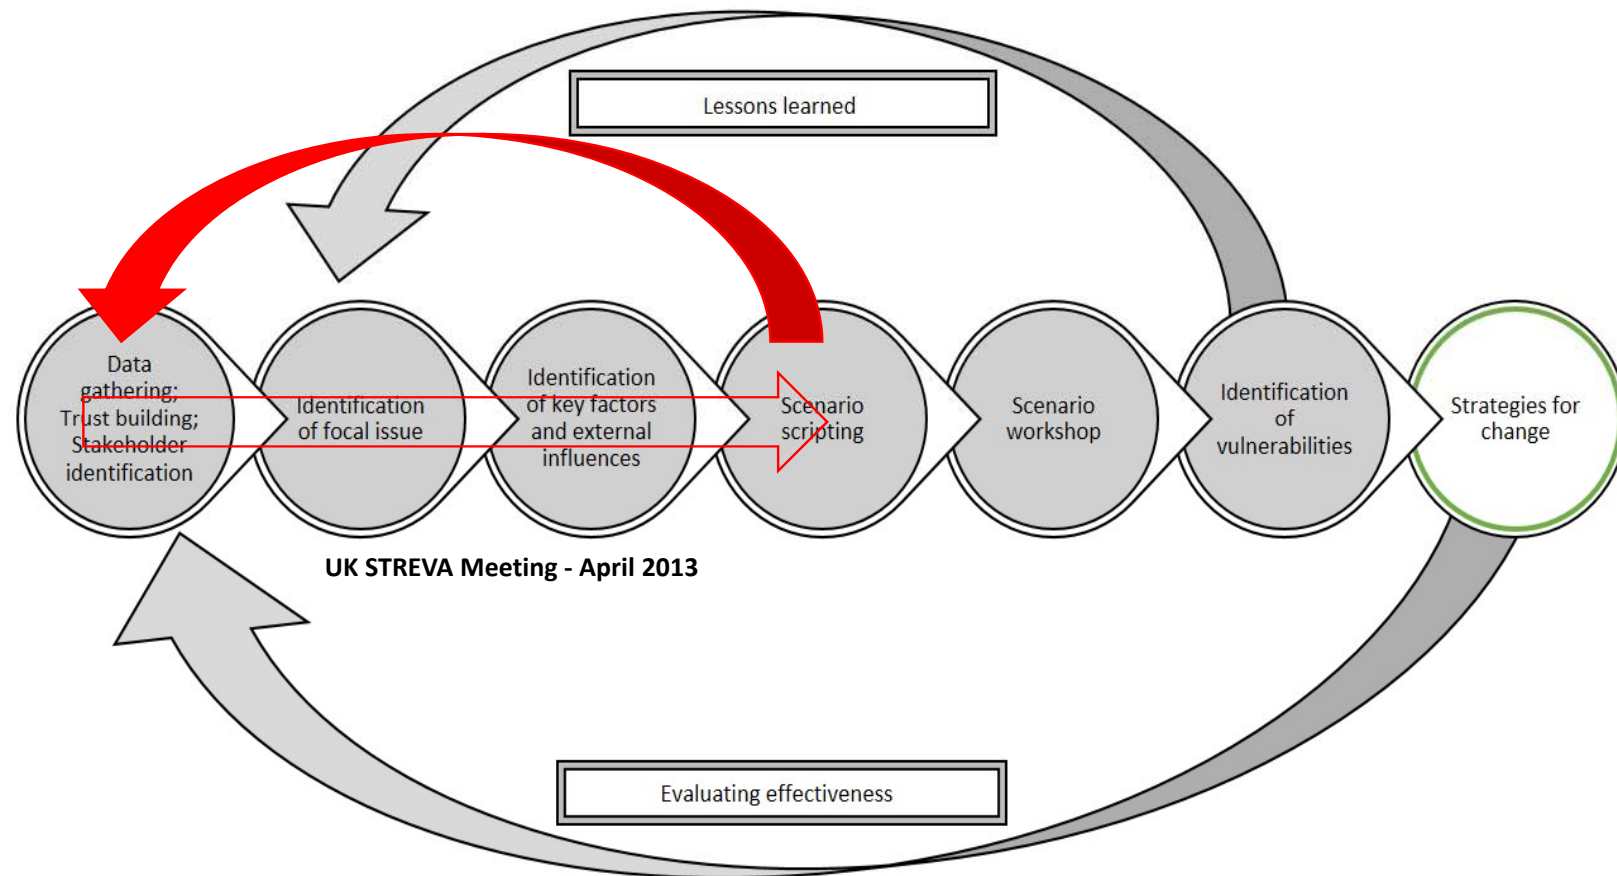 Lessons learned
Data
gathering;
Trust building;
Stakeholder
identification
Identification
of focal issue
Identification
of key factors
and external
influences
Scenario
scripting
Scenario
workshop
Identification
of
vulnerabilities
Strategies for
change
UK STREVA Meeting - April 2013
Evaluating effectiveness